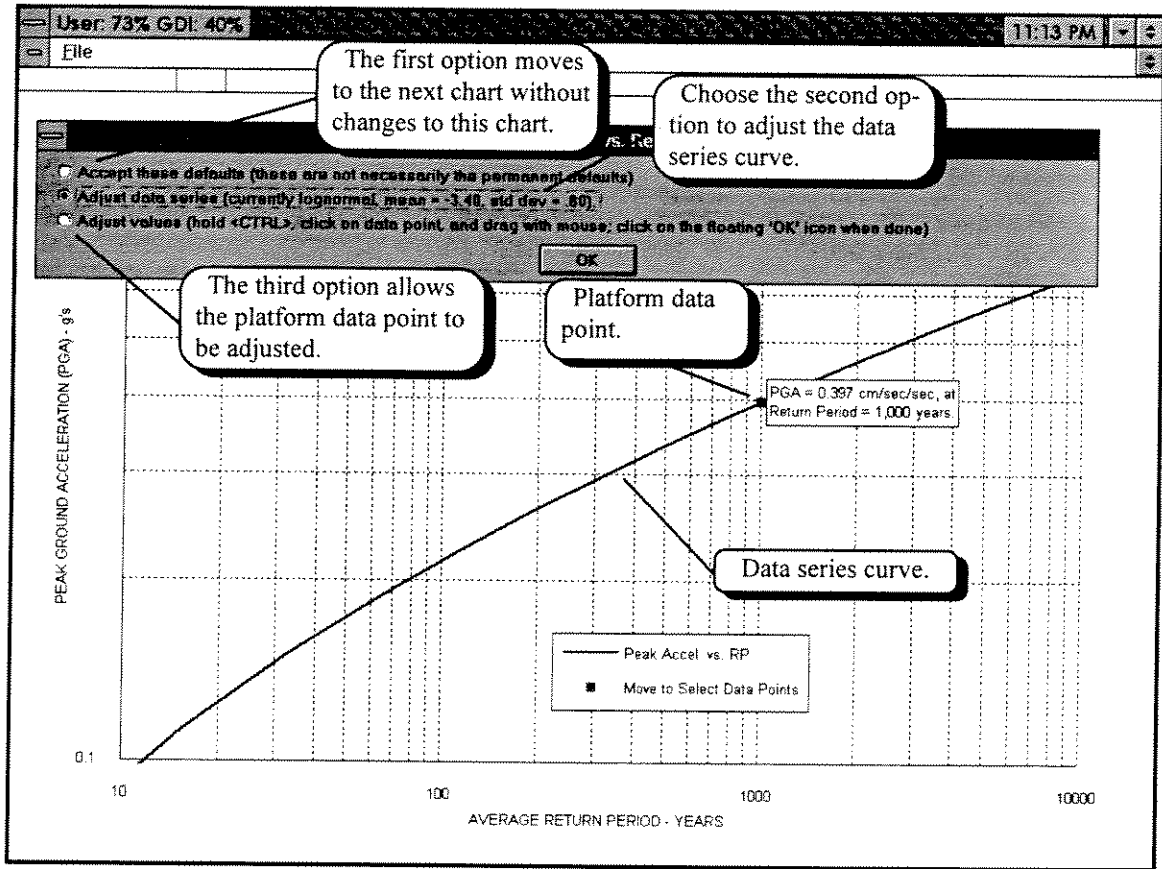 User: 73% GDI: 40%
11:13 PM
File
The first option moves
to the next chart without
changes to this chart.
Choose the second op-
tion to adjust the data
series curve.
vs. Re
Accept these defaults (these are not necessarily the permanent defaults)
Adjust data series (currently lognormal, mean = -3.40, std dev = .80)
Adjust values (hold <CTRL>, click on data point, and drag with mouse; click on the floating "OK" icon when done)
OK
The third option allows
the platform data point to
be adjusted.
Platform data
point.
PEAK GROUND ACCELERATION (PGA) - g's
PGA = 0.397 cm/sec/sec, at
Return Period = 1,000 years.
Data series curve.
Peak Accel vs. RP
Move to Select Data Points
0.1
10
100
1000
10000
AVERAGE RETURN PERIOD - YEARS